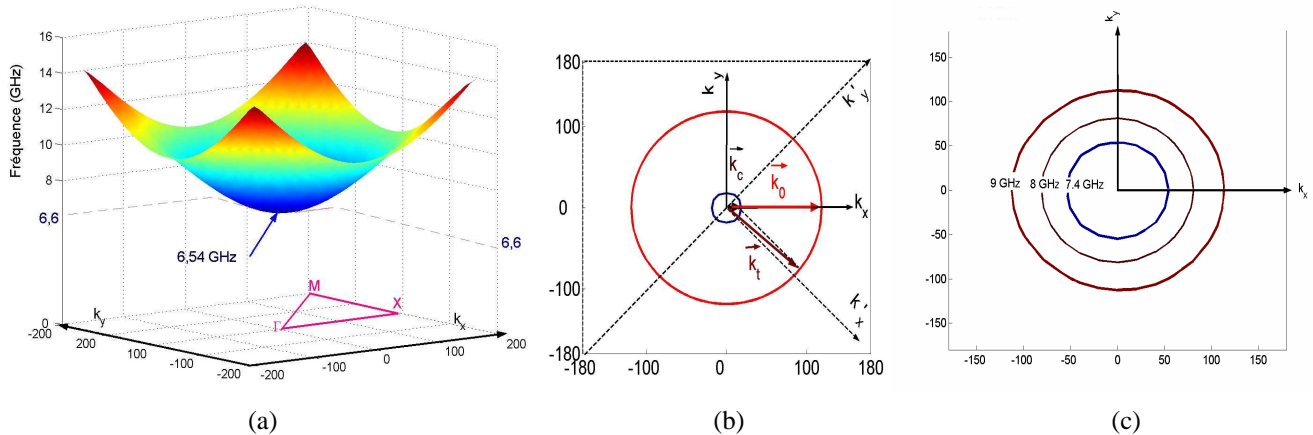 16
14
12
10
8
6,6
0
Fréquence (GHz)
6,54 GHz
6,6
M
X
Γ
k_y
k_x
-200
200
100
-100
-200
-200
-100
0
100
200
(a)
180
100
0
-100
-180
-180
-100
0
100
180
k_y
k'_y
k_c
k_0
k_x
k_t
k'_x
(b)
150
100
50
0
-50
-100
-150
-150
-100
-50
0
50
100
150
k_y
9 GHz
8 GHz
7.4 GHz
k_x
(c)